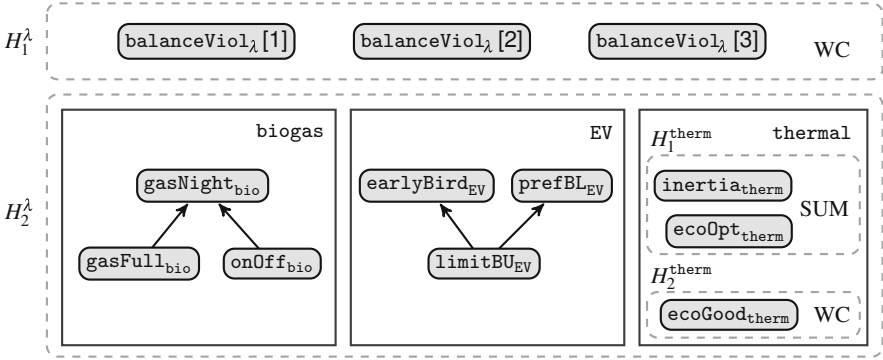 H₁^λ balanceViol_λ [1] balanceViol_λ [2] balanceViol_λ [3] WC
H₂^λ
biogas
gasNight_bio
gasFull_bio onOff_bio
EV
earlyBird_EV prefBL_EV
limitBU_EV
thermal
H₁^therm
inertia_therm
SUM
ecoOpt_therm
H₂^therm
ecoGood_therm WC